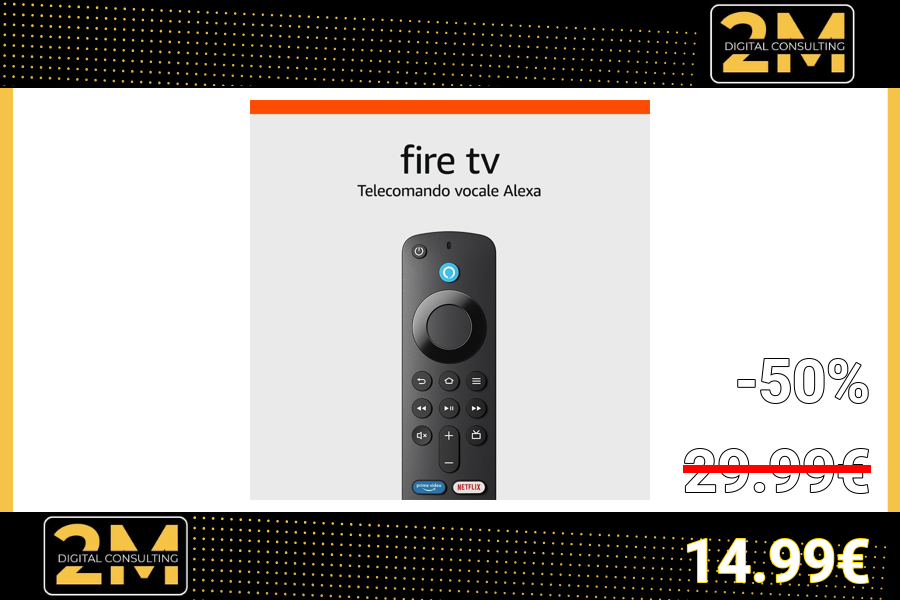 2M
DIGITAL CONSULTING
fire tv
Telecomando vocale Alexa
prime video
NETFLIX
-50%
29.99€
2M
DIGITAL CONSULTING
14.99€